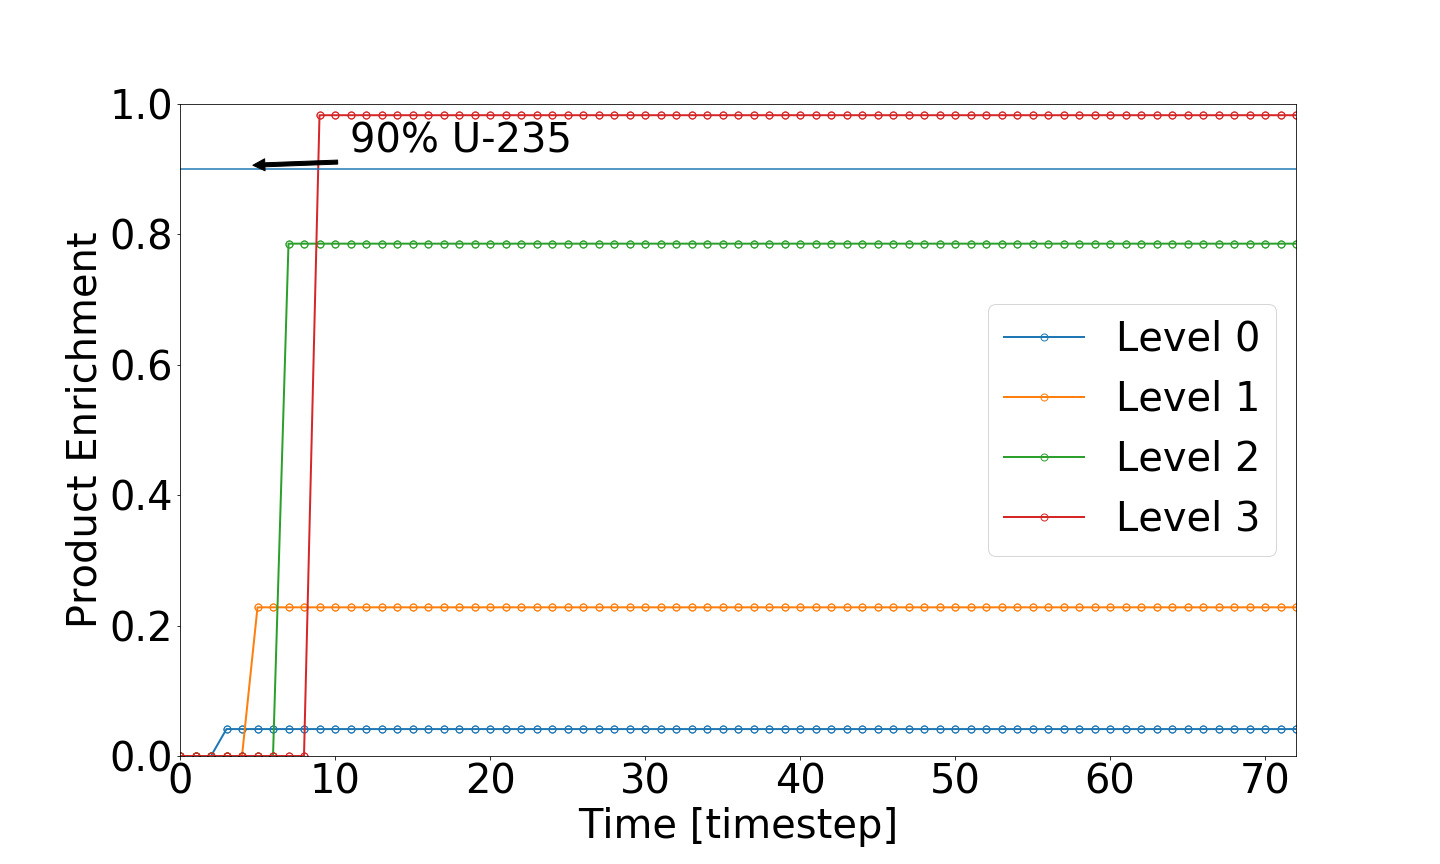 1.0
0.8
0.6
0.4
0.2
0.0
Product Enrichment
90% U-235
Level 0
Level 1
Level 2
Level 3
0 10 20 30 40 50 60 70
Time [timestep]